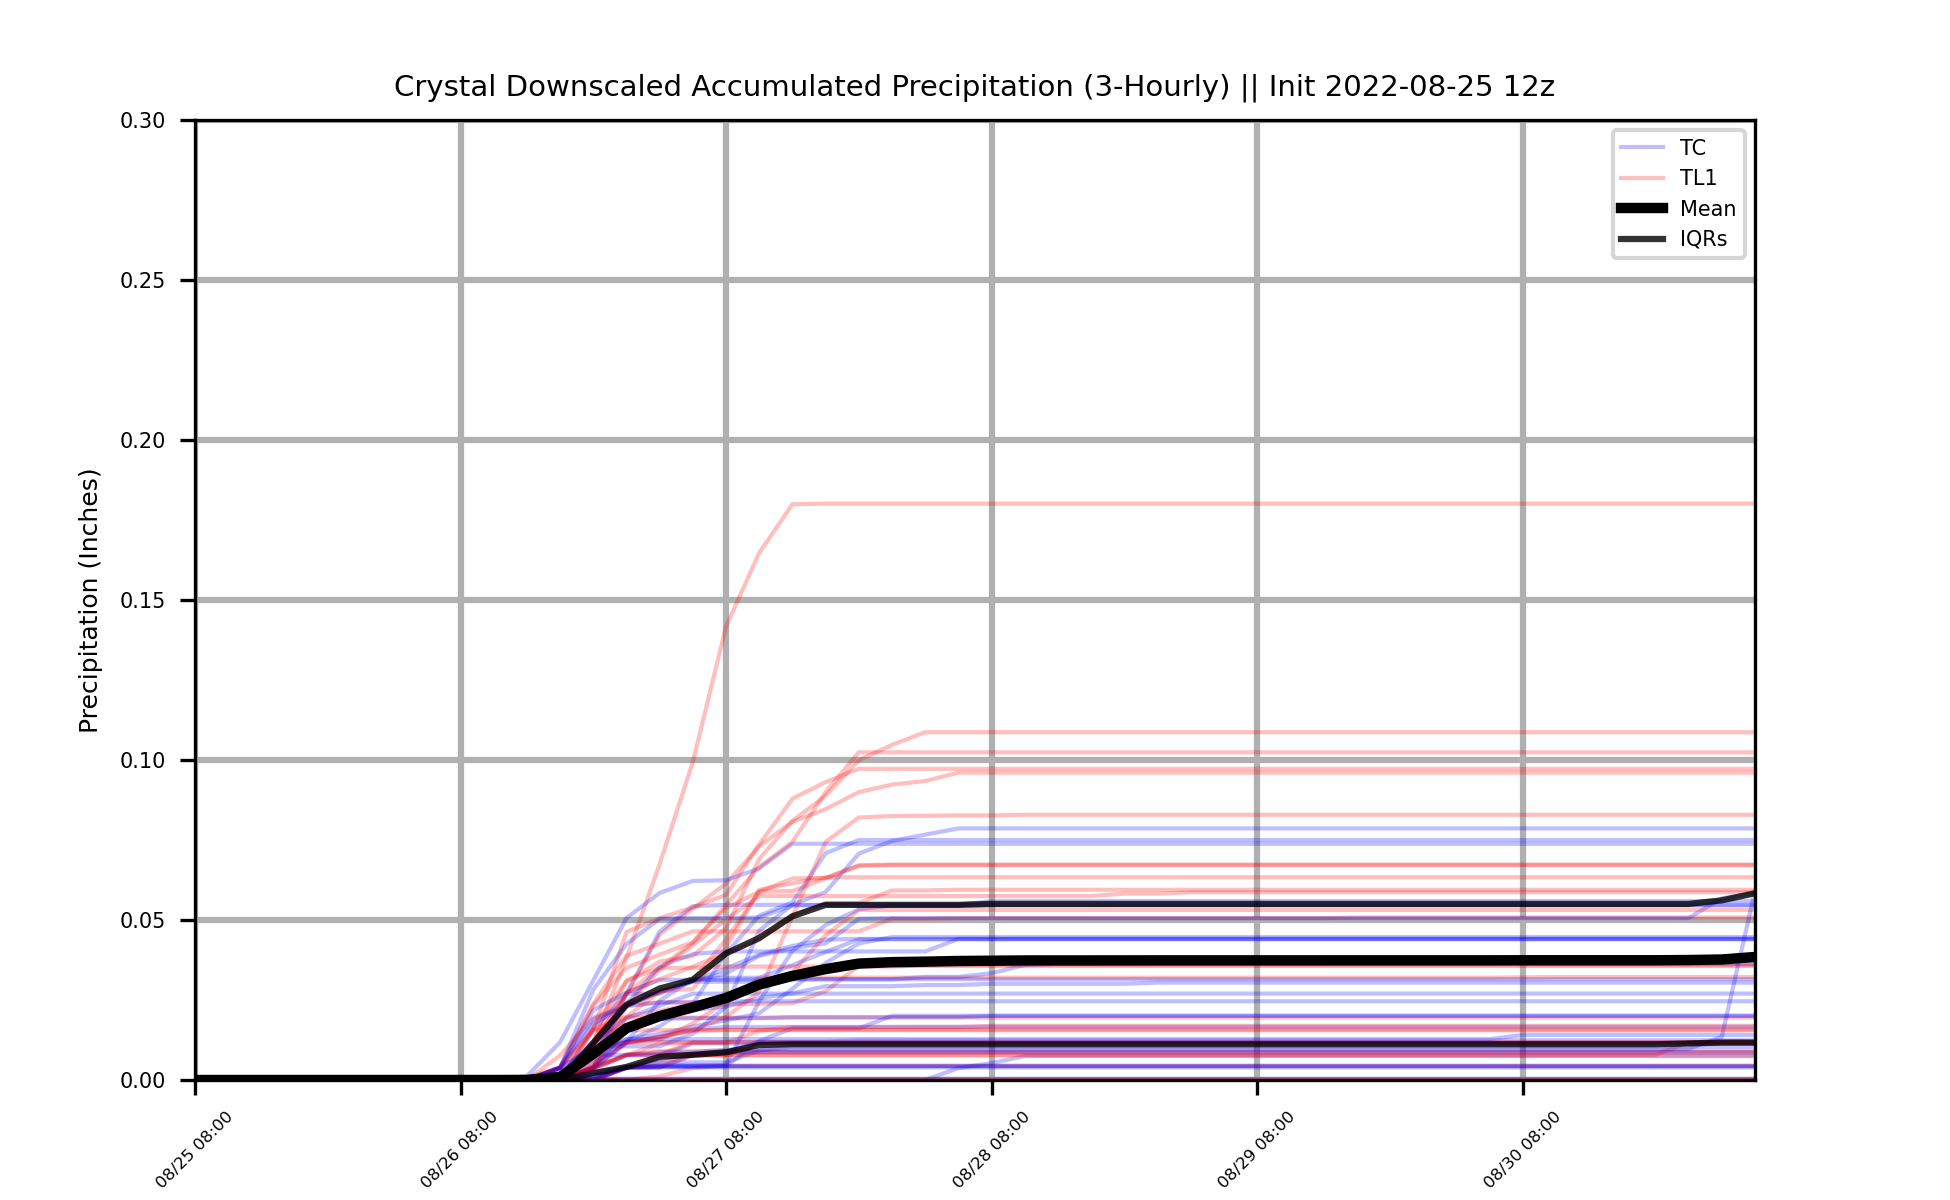 Crystal Downscaled Accumulated Precipitation (3-Hourly) || Init 2022-08-25 12z
TC
TL1
Mean
IQRs
Precipitation (Inches)
0.30
0.25
0.20
0.15
0.10
0.05
0.00
08/25 08:00
08/26 08:00
08/27 08:00
08/28 08:00
08/29 08:00
08/30 08:00